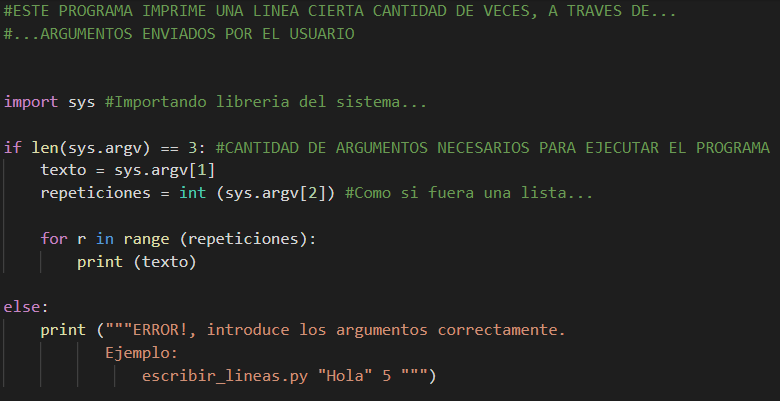 #ESTE PROGRAMA IMPRIME UNA LINEA CIERTA CANTIDAD DE VECES, A TRAVES DE...
#...ARGUMENTOS ENVIADOS POR EL USUARIO
import sys #Importando libreria del sistema...
if len(sys.argv) == 3: #CANTIDAD DE ARGUMENTOS NECESARIOS PARA EJECUTAR EL PROGRAMA
    texto = sys.argv[1]
    repeticiones = int (sys.argv[2]) #Como si fuera una lista...
    for r in range (repeticiones):
        print (texto)
else:
    print ("""ERROR!, introduce los argumentos correctamente.
           Ejemplo:
               escribir_lineas.py "Hola" 5 """)